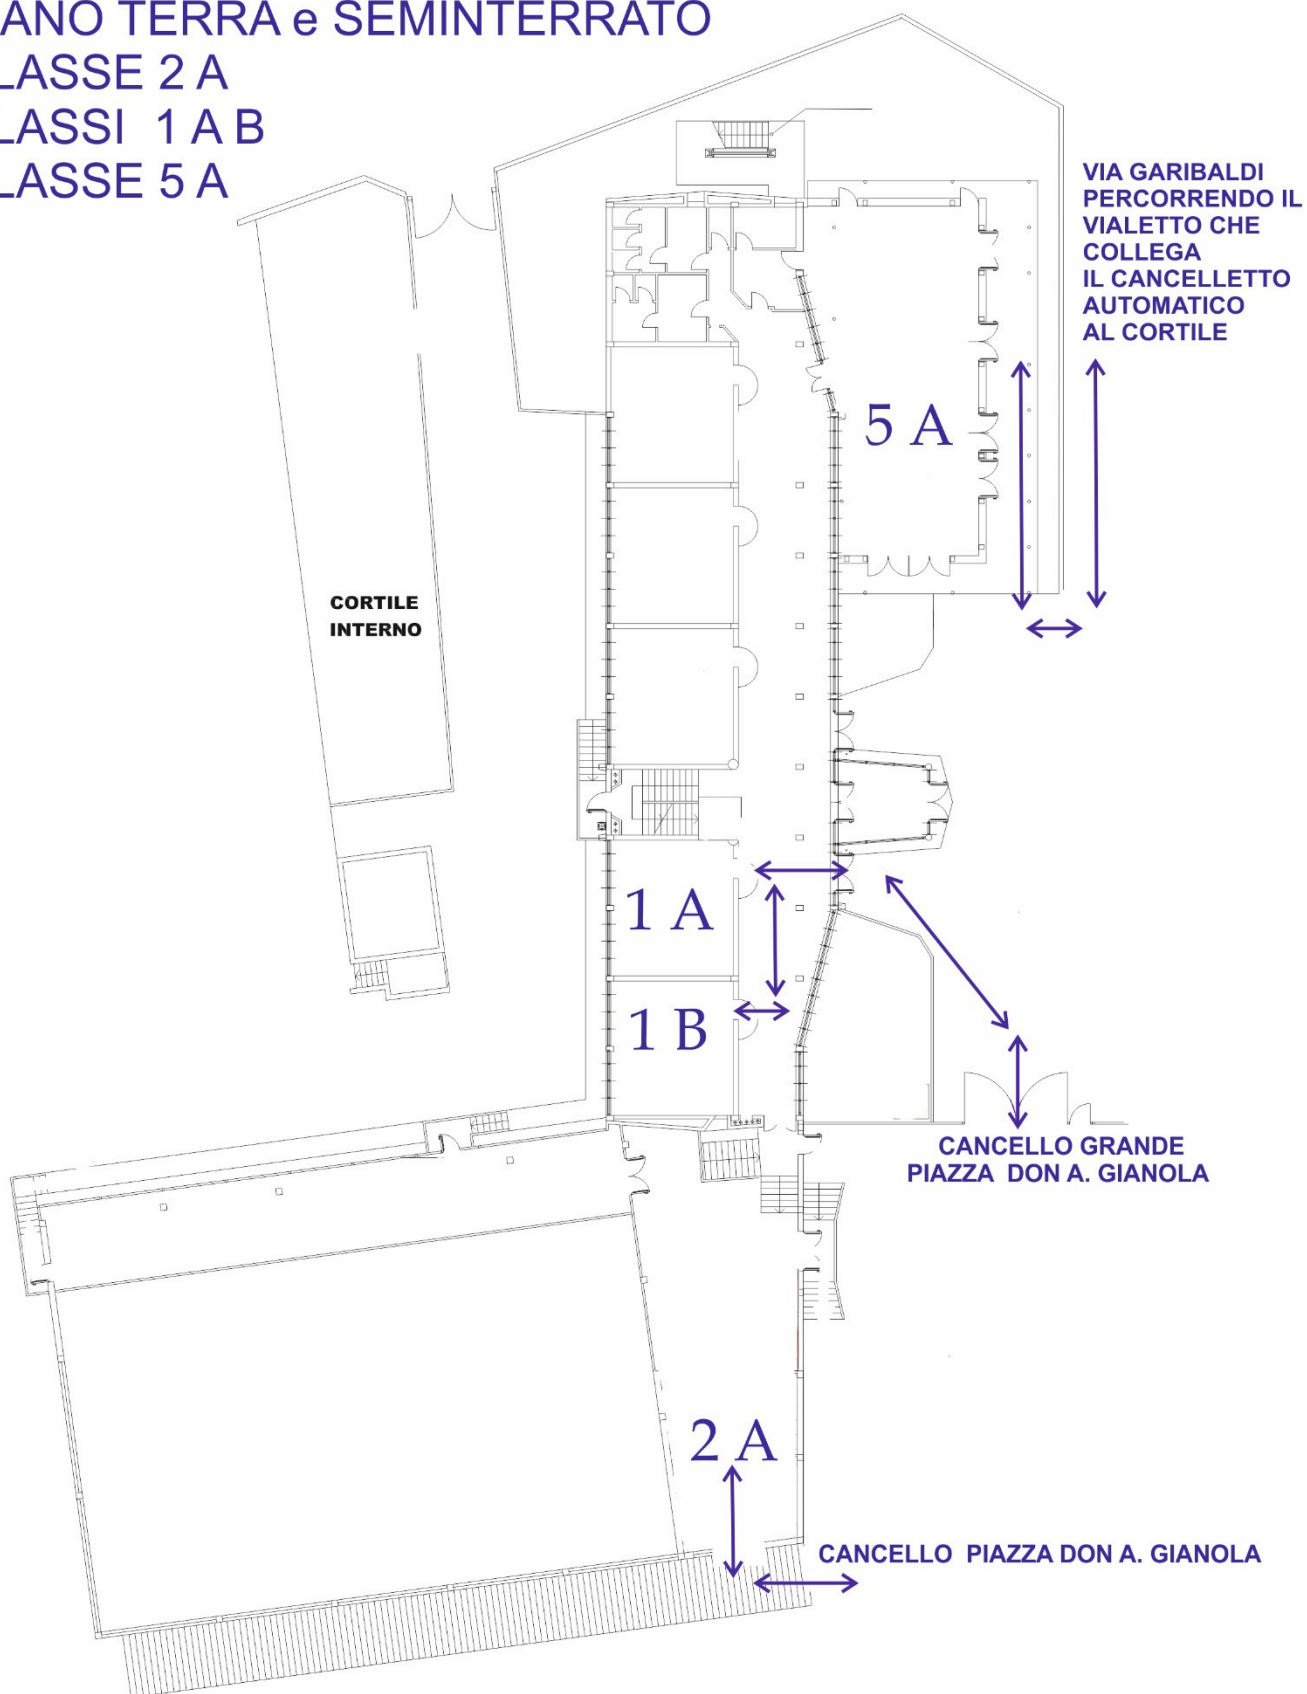 ANO TERRA e SEMINTERRATO
LASSE 2 A
LASSI 1 A B
LASSE 5 A
VIA GARIBALDI
PERCORRENDO IL
VIALETTO CHE
COLLEGA
IL CANCELLETTO
AUTOMATICO
AL CORTILE
5 A
CORTILE
INTERNO
1 A
1 B
CANCELLO GRANDE
PIAZZA DON A. GIANOLA
2 A
CANCELLO PIAZZA DON A. GIANOLA